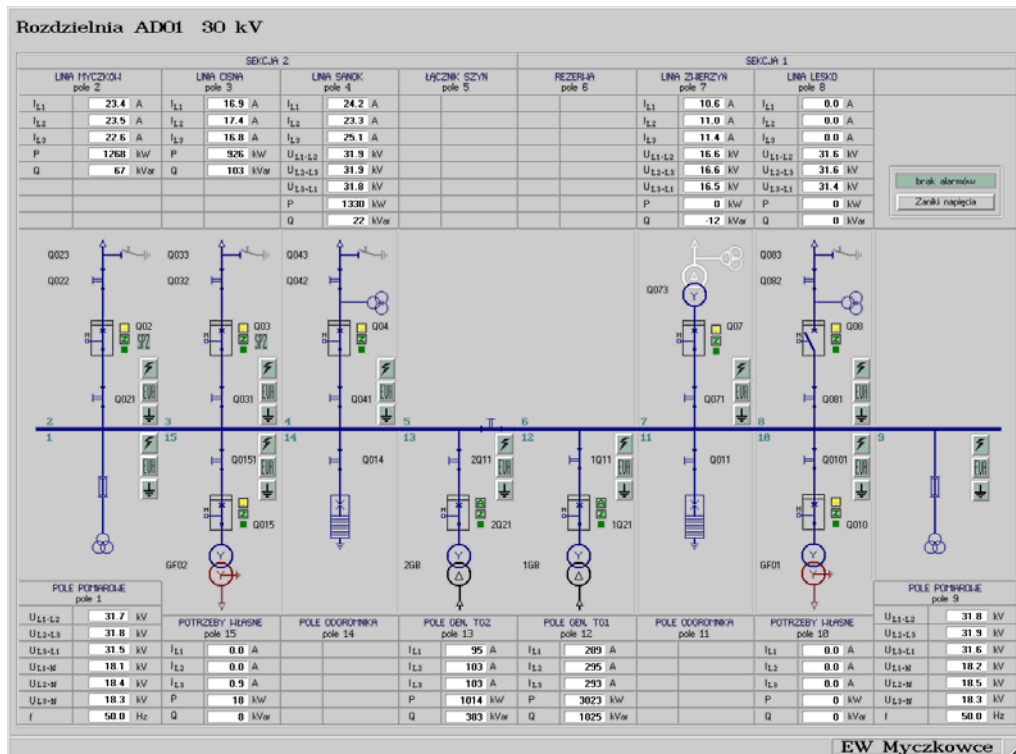 Rozdzielnia AD01 30 kV
SEKCJA 2 SEKCJA 1
LINIA MYCZKÓW LINIA CISNA LINIA SANOK ŁĄCZNIK SZYN REZERWA LINIA ZWIERZYŃ LINIA LESKO
pole 2 pole 3 pole 4 pole 5 pole 6 pole 7 pole 8
IL1 23.4 A IL1 16.9 A IL1 24.2 A IL1 10.6 A IL1 0.0 A
IL2 23.5 A IL2 17.4 A IL2 23.3 A IL2 11.0 A IL2 0.0 A
IL3 22.6 A IL3 16.8 A IL3 25.1 A IL3 11.4 A IL3 0.0 A
P 1268 kW P 926 kW UL1-L2 31.9 kV UL1-L2 16.6 kV UL1-L2 31.6 kV
Q 67 kVar Q 103 kVar UL2-L3 31.9 kV UL2-L3 16.6 kV UL2-L3 31.6 kV
UL3-L1 31.8 kV UL3-L1 16.5 kV UL3-L1 31.4 kV
brak alarmów
P 1330 kW P 0 kW P 0 kW
Zaniki napięcia
Q 22 kVar Q -12 kVar Q 0 kVar
Q023 Q033 Q043 Q083
Q022 Q032 Q042 Q073 Q082
M Q02 M Q03 M Q04 M Q07 M Q08
Z SP2 Z SP2 Z Z
Q021 EUA Q031 EUA Q041 Q071 Q081 EUA
2 3 4 5 6 7 8
1 15 14 13 12 11 10 9
EUA Q0151 EUA Q014 2Q11 EUA 1Q11 EUA Q011 Q0101 EUA EUA
M Z Q015 M A Z 2Q21 M A Z 1Q21 M Z Q010
GF02 Y Y 2GB Y Δ 1GB Y Δ GF01 Y Y
POLE POMIAROWE POLE POMIAROWE
pole 1 pole 9
UL1-L2 31.7 kV UL1-L2 31.8 kV
POTRZEBY WŁASNE POLE ODGROMNIKA POLE GEN. TG2 POLE GEN. TG1 POLE ODGROMNIKA POTRZEBY WŁASNE
UL2-L3 31.8 kV pole 15 pole 14 pole 13 pole 12 pole 11 pole 10 UL2-L3 31.9 kV
UL3-L1 31.5 kV IL1 0.0 A IL1 95 A IL1 289 A IL1 0.0 A UL3-L1 31.6 kV
UL1-N 18.1 kV IL2 0.0 A IL2 103 A IL2 295 A IL2 0.0 A UL1-N 18.2 kV
UL2-N 18.4 kV IL3 0.9 A IL3 103 A IL3 293 A IL3 0.0 A UL2-N 18.5 kV
UL3-N 18.3 kV P 18 kW P 1014 kW P 3023 kW P 0 kW UL3-N 18.3 kV
f 50.0 Hz Q 8 kVar Q 383 kVar Q 1025 kVar Q 0 kVar f 50.0 Hz
EW Myczkowce